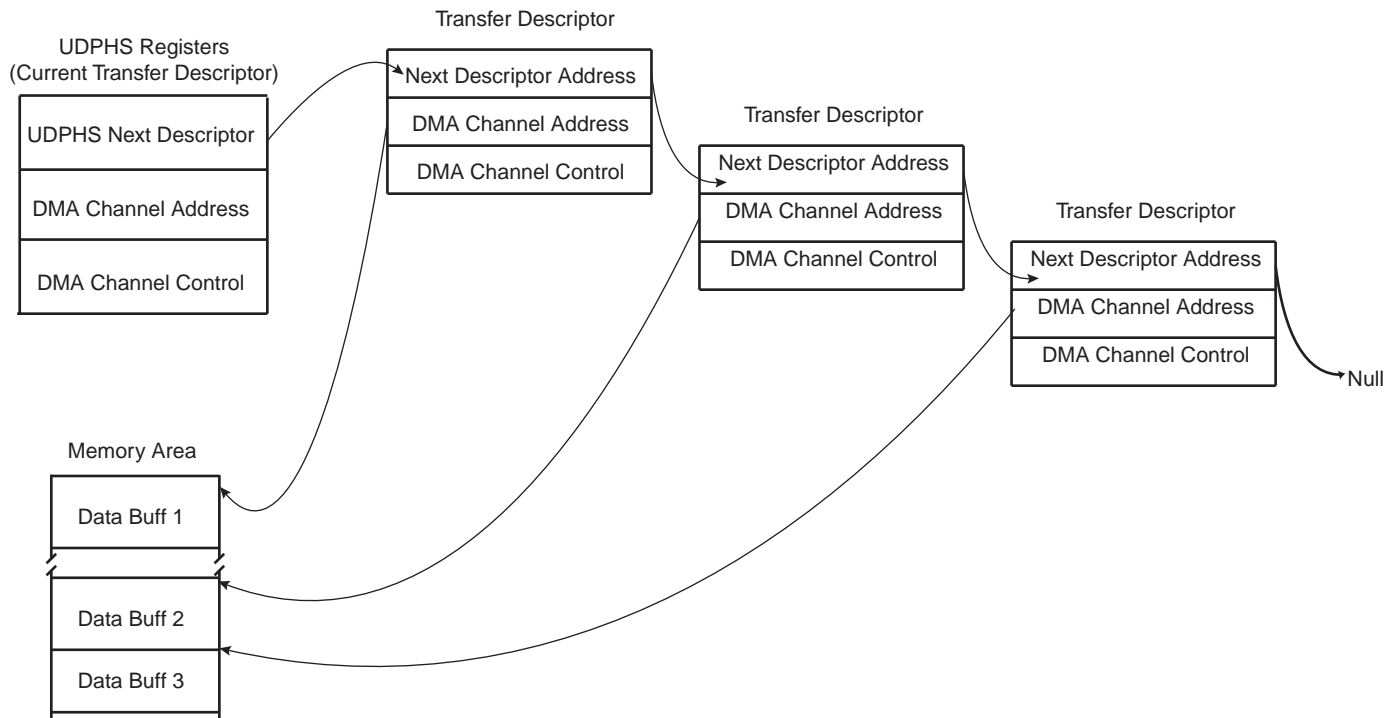 UDPHS Registers
(Current Transfer Descriptor)
UDPHS Next Descriptor
DMA Channel Address
DMA Channel Control
Transfer Descriptor
Next Descriptor Address
DMA Channel Address
DMA Channel Control
Transfer Descriptor
Next Descriptor Address
DMA Channel Address
DMA Channel Control
Transfer Descriptor
Next Descriptor Address
DMA Channel Address
DMA Channel Control
Null
Memory Area
Data Buff 1
Data Buff 2
Data Buff 3